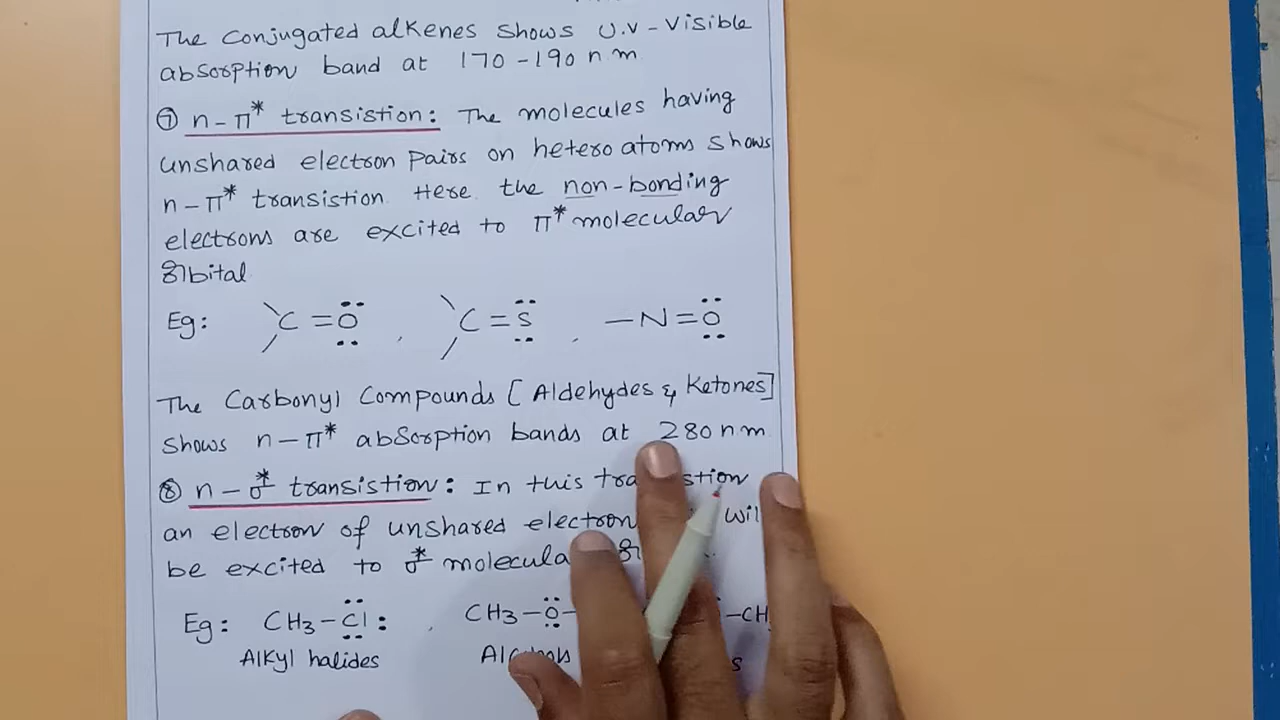 The conjugated alkenes shows U.V - Visible
absorption band at 170 - 190 nm
⑦ n - π* transistion: The molecules having
unshared electron pairs on hetero atoms shows
n - π* transistion. Here the non-bonding
electrons are excited to π* molecular
orbital
Eg: C = O , C = S , - N = O
The Carbonyl Compounds [Aldehydes & Ketones]
shows n - π* absorption bands at 280 nm
⑧ n - σ* transistion: In this
an electron of unshared electron
be excited to σ* molecular
Eg: CH3 - Cl : , CH3 - O - - CH
Alkyl halides